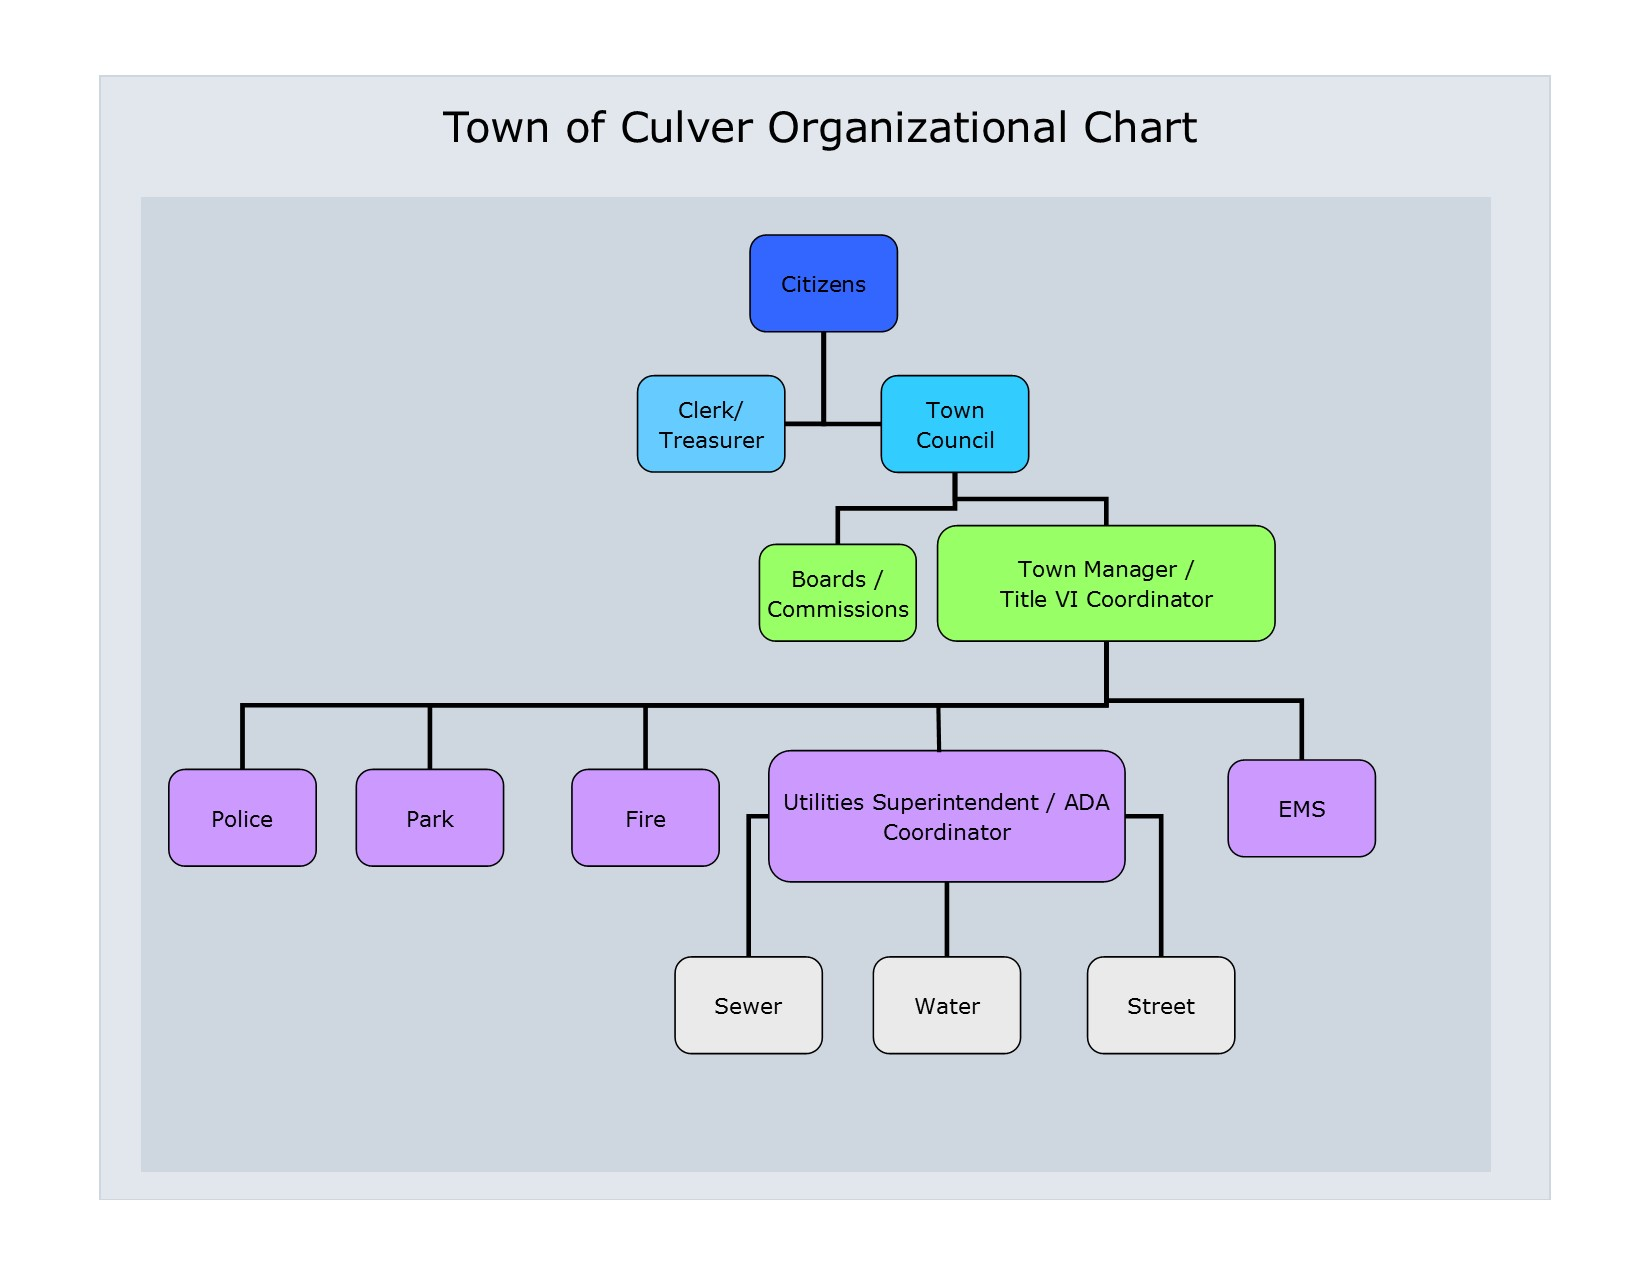 Town of Culver Organizational Chart
Citizens
Clerk/
Treasurer
Town
Council
Boards /
Commissions
Town Manager /
Title VI Coordinator
Police
Park
Fire
Utilities Superintendent / ADA
Coordinator
EMS
Sewer
Water
Street